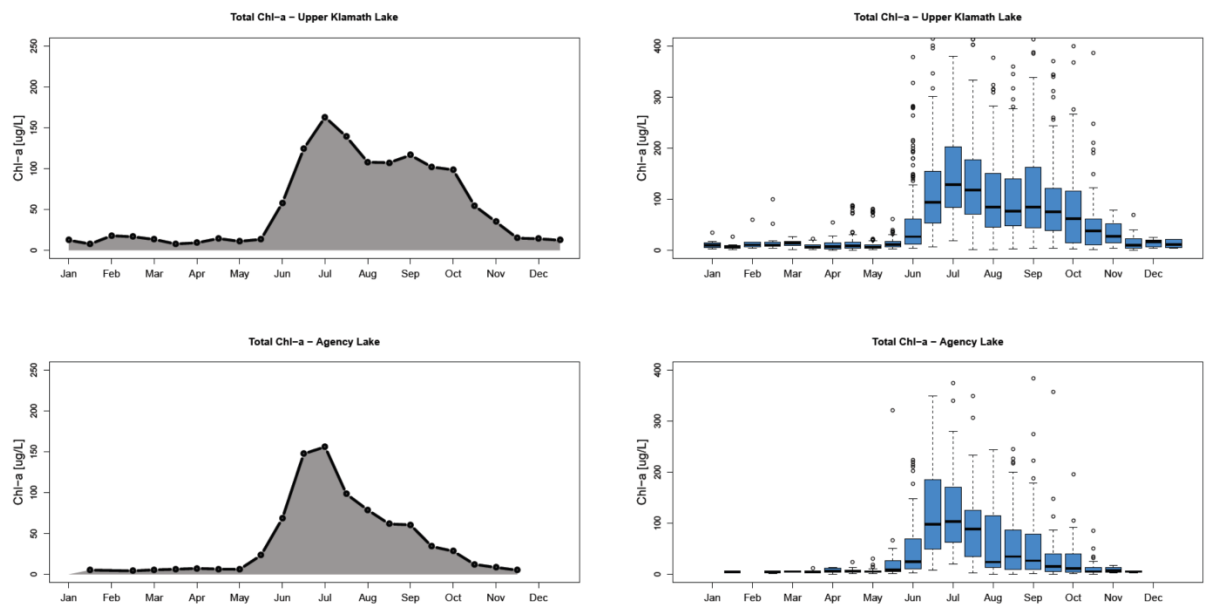 Total Chl−a − Upper Klamath Lake
Chl−a [ug/L]
250
200
150
100
50
0
Jan Feb Mar Apr May Jun Jul Aug Sep Oct Nov Dec
Total Chl−a − Upper Klamath Lake
Chl−a [ug/L]
400
300
200
100
0
Jan Feb Mar Apr May Jun Jul Aug Sep Oct Nov Dec
Total Chl−a − Agency Lake
Chl−a [ug/L]
250
200
150
100
50
0
Jan Feb Mar Apr May Jun Jul Aug Sep Oct Nov Dec
Total Chl−a − Agency Lake
Chl−a [ug/L]
400
300
200
100
0
Jan Feb Mar Apr May Jun Jul Aug Sep Oct Nov Dec